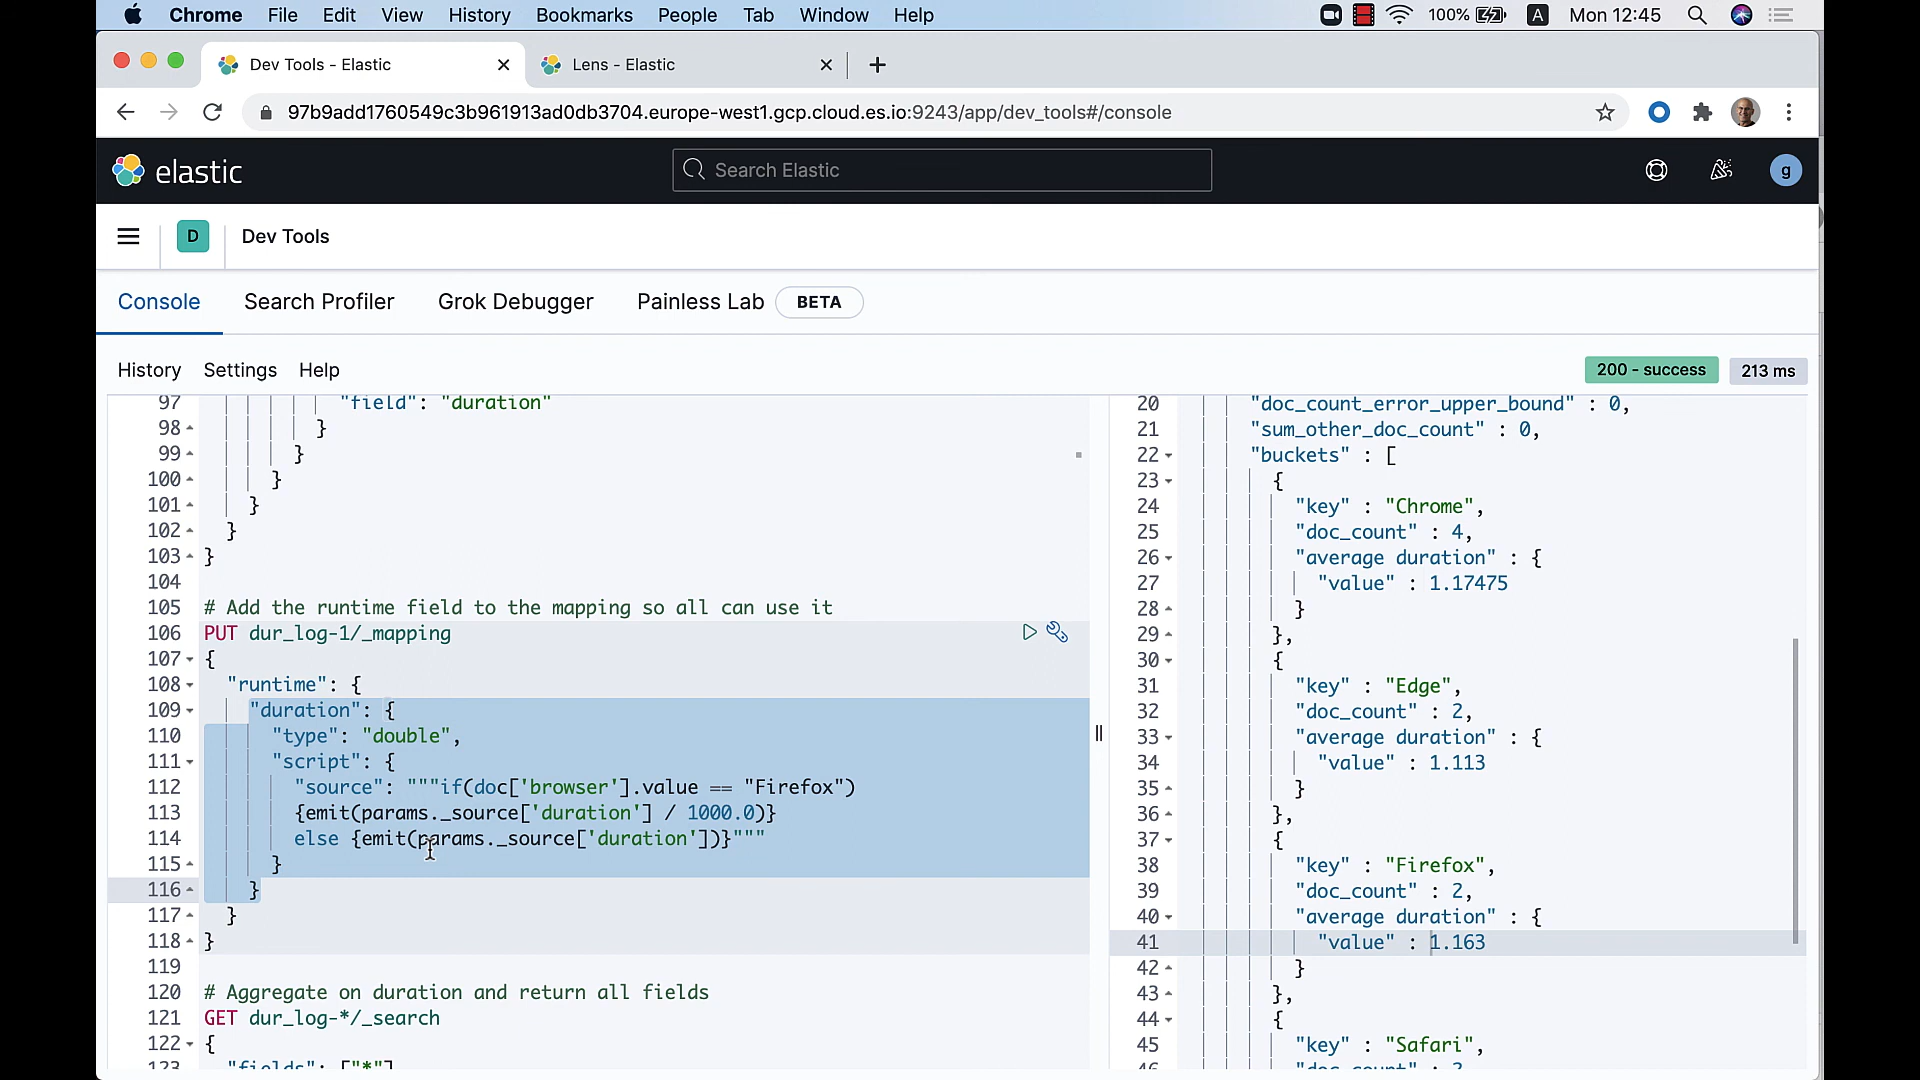 Chrome File Edit View History Bookmarks People Tab Window Help 100% A Mon 12:45
Dev Tools - Elastic Lens - Elastic
97b9add1760549c3b961913ad0db3704.europe-west1.gcp.cloud.es.io:9243/app/dev_tools#/console
elastic Search Elastic g
D Dev Tools
Console Search Profiler Grok Debugger Painless Lab BETA
History Settings Help 200 - success 213 ms
97 "field": "duration"
98 }
99 }
100 }
101 }
102 }
103 }
104
105 # Add the runtime field to the mapping so all can use it
106 PUT dur_log-1/_mapping
107 {
108 "runtime": {
109 "duration": {
110 "type": "double",
111 "script": {
112 "source": """if(doc['browser'].value == "Firefox")
113 {emit(params._source['duration'] / 1000.0)}
114 else {emit(params._source['duration'])}"""
115 }
116 }
117 }
118 }
119
120 # Aggregate on duration and return all fields
121 GET dur_log-*/_search
122 {
123 "fields": ["*"]
20 "doc_count_error_upper_bound" : 0,
21 "sum_other_doc_count" : 0,
22 "buckets" : [
23 {
24 "key" : "Chrome",
25 "doc_count" : 4,
26 "average duration" : {
27 "value" : 1.17475
28 }
29 },
30 {
31 "key" : "Edge",
32 "doc_count" : 2,
33 "average duration" : {
34 "value" : 1.113
35 }
36 },
37 {
38 "key" : "Firefox",
39 "doc_count" : 2,
40 "average duration" : {
41 "value" : 1.163
42 }
43 },
44 {
45 "key" : "Safari",